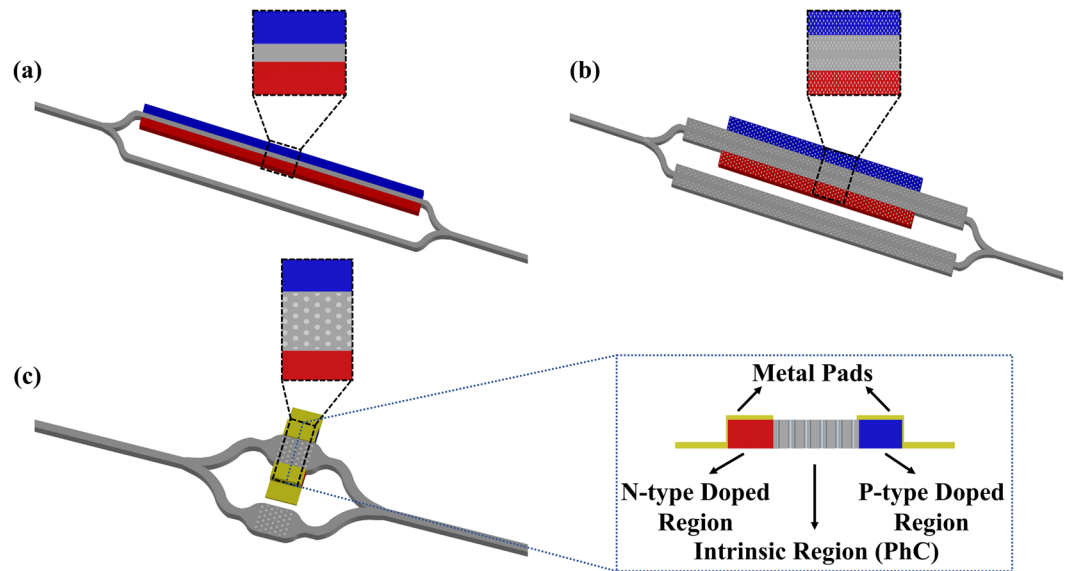 (a)
(b)
(c)
Metal Pads
N-type Doped
Region
P-type Doped
Region
Intrinsic Region (PhC)